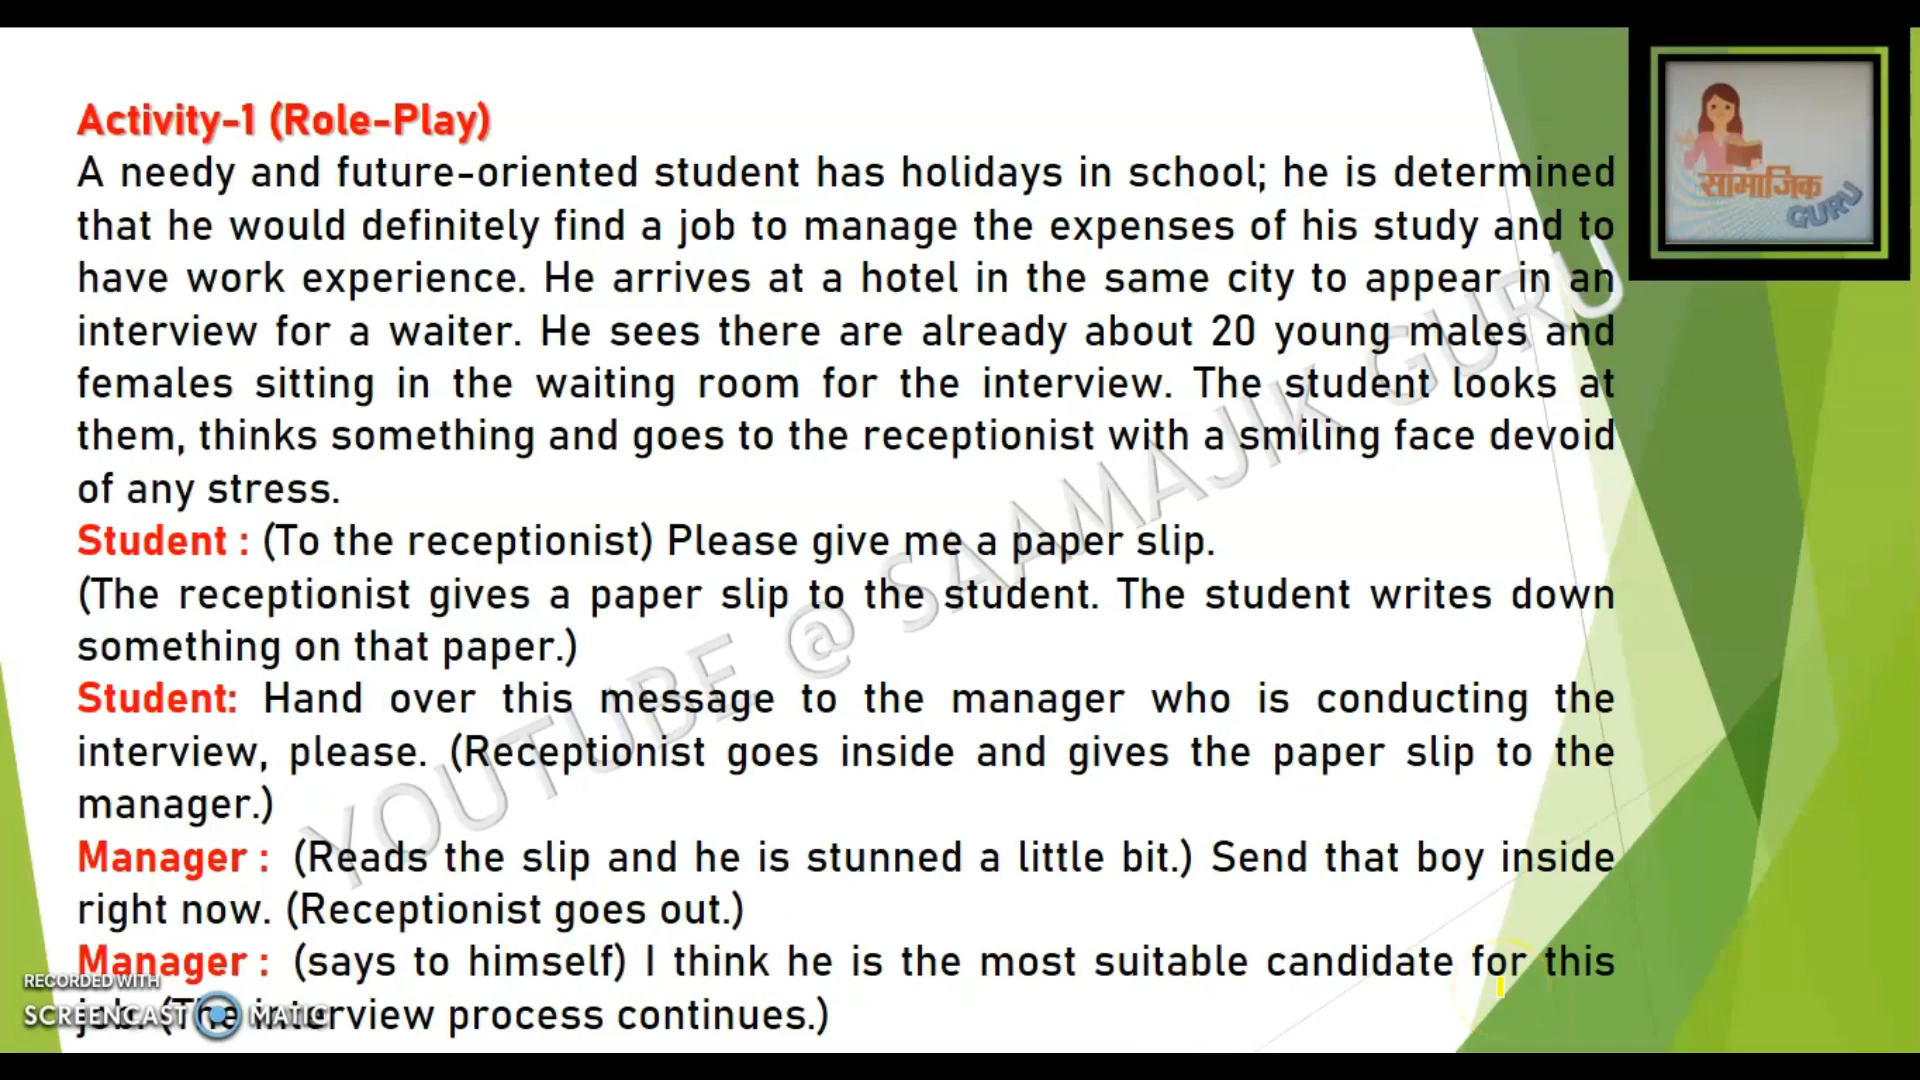 Activity-1 (Role-Play)
A needy and future-oriented student has holidays in school; he is determined
that he would definitely find a job to manage the expenses of his study and to
have work experience. He arrives at a hotel in the same city to appear in an
interview for a waiter. He sees there are already about 20 young males and
females sitting in the waiting room for the interview. The student looks at
them, thinks something and goes to the receptionist with a smiling face devoid
of any stress.
Student : (To the receptionist) Please give me a paper slip.
(The receptionist gives a paper slip to the student. The student writes down
something on that paper.)
Student: Hand over this message to the manager who is conducting the
interview, please. (Receptionist goes inside and gives the paper slip to the
manager.)
Manager : (Reads the slip and he is stunned a little bit.) Send that boy inside
right now. (Receptionist goes out.)
Manager : (says to himself) I think he is the most suitable candidate for this
job. (The interview process continues.)
YOUTUBE @ SAAMAJIK GURU
सामाजिक
GURU
RECORDED WITH
SCREENCAST MATIC